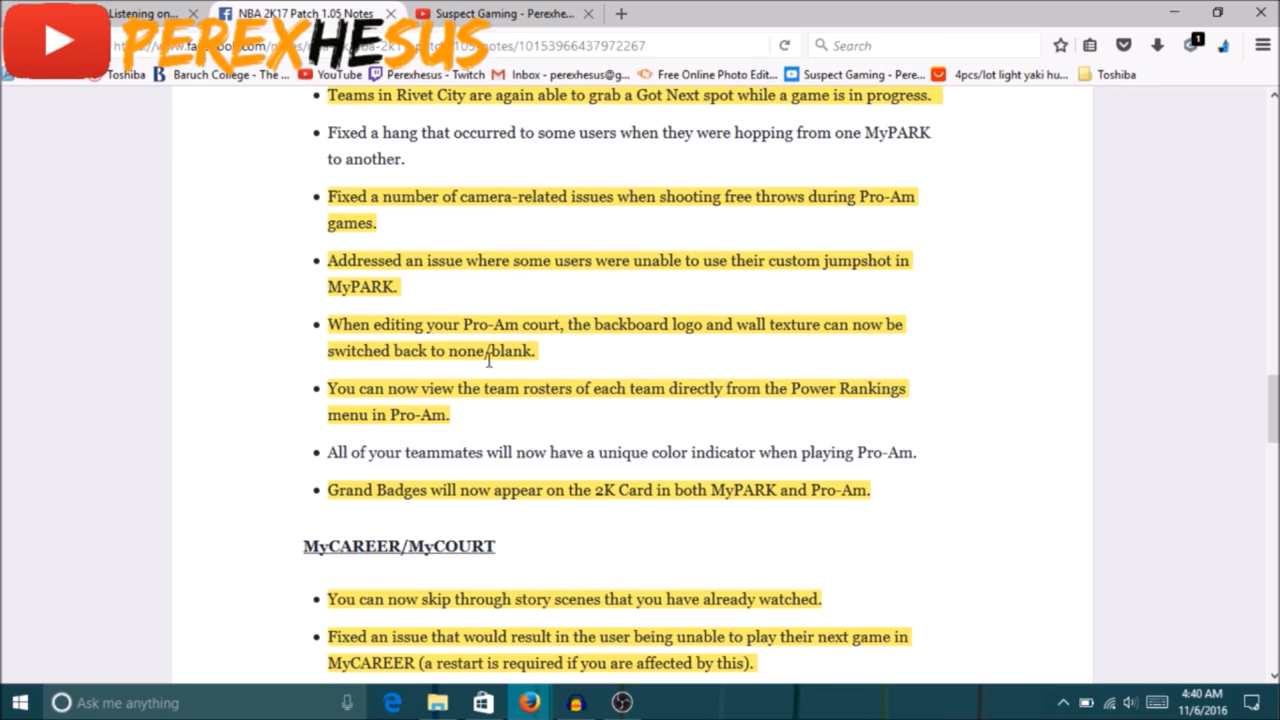 Listening on...
NBA 2K17 Patch 1.05 Notes
Suspect Gaming - Perexhe...
PEREXHESUS
Search
1
Toshiba
Baruch College - The ...
YouTube
Perexhesus - Twitch
Inbox - perexhesus@g...
Free Online Photo Edit...
Suspect Gaming - Pere...
4pcs/lot light yaki hu...
Toshiba
Teams in Rivet City are again able to grab a Got Next spot while a game is in progress.
Fixed a hang that occurred to some users when they were hopping from one MyPARK
to another.
Fixed a number of camera-related issues when shooting free throws during Pro-Am
games.
Addressed an issue where some users were unable to use their custom jumpshot in
MyPARK.
When editing your Pro-Am court, the backboard logo and wall texture can now be
switched back to none/blank.
You can now view the team rosters of each team directly from the Power Rankings
menu in Pro-Am.
All of your teammates will now have a unique color indicator when playing Pro-Am.
Grand Badges will now appear on the 2K Card in both MyPARK and Pro-Am.
MyCAREER/MyCOURT
You can now skip through story scenes that you have already watched.
Fixed an issue that would result in the user being unable to play their next game in
MyCAREER (a restart is required if you are affected by this).
Ask me anything
4:40 AM
11/6/2016